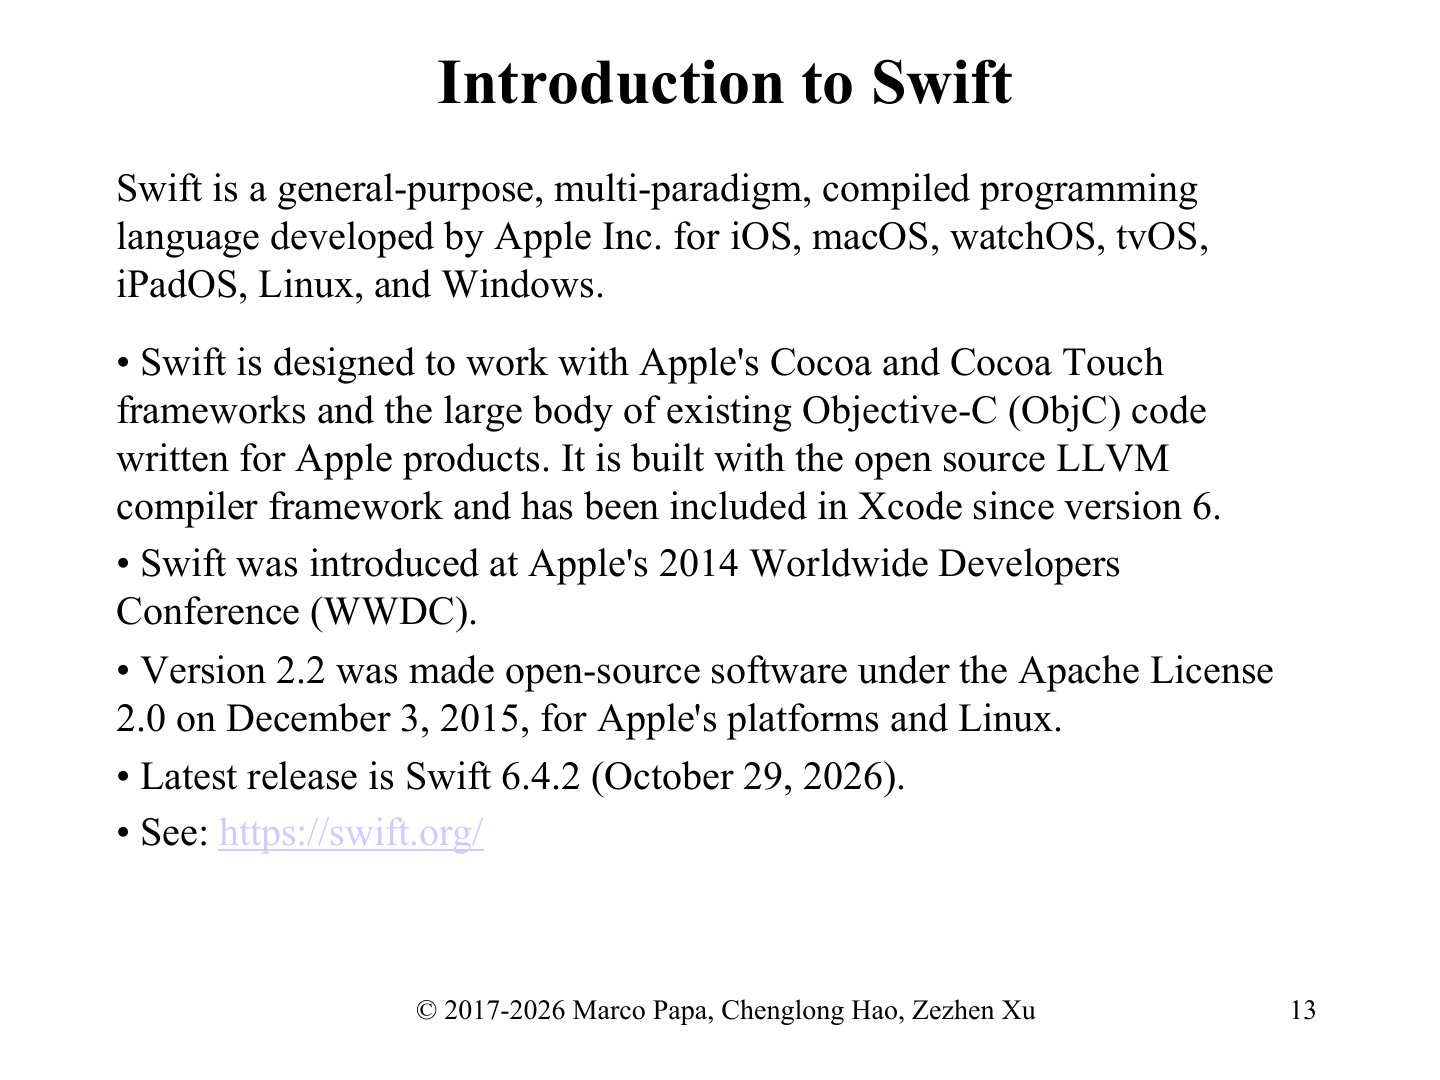 Introduction to Swift
Swift is a general-purpose, multi-paradigm, compiled programming
language developed by Apple Inc. for iOS, macOS, watchOS, tvOS,
iPadOS, Linux, and Windows.
• Swift is designed to work with Apple's Cocoa and Cocoa Touch
frameworks and the large body of existing Objective-C (ObjC) code
written for Apple products. It is built with the open source LLVM
compiler framework and has been included in Xcode since version 6.
• Swift was introduced at Apple's 2014 Worldwide Developers
Conference (WWDC).
• Version 2.2 was made open-source software under the Apache License
2.0 on December 3, 2015, for Apple's platforms and Linux.
• Latest release is Swift 6.4.2 (October 29, 2026).
• See: https://swift.org/
© 2017-2026 Marco Papa, Chenglong Hao, Zezhen Xu
13